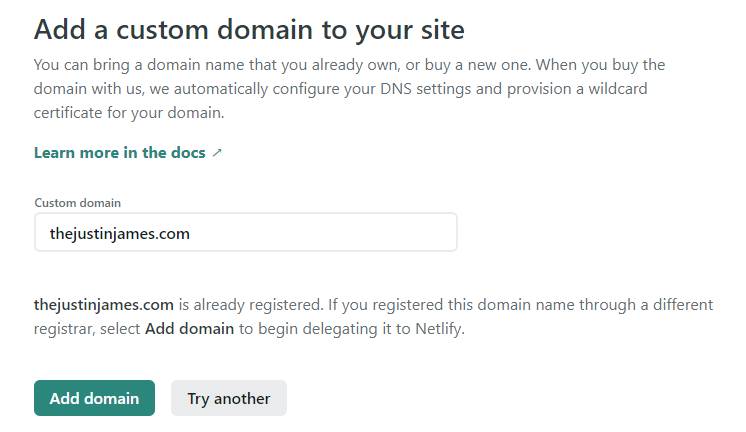 Add a custom domain to your site
You can bring a domain name that you already own, or buy a new one. When you buy the
domain with us, we automatically configure your DNS settings and provision a wildcard
certificate for your domain.
Learn more in the docs ↗
Custom domain
thejustinjames.com
thejustinjames.com is already registered. If you registered this domain name through a different
registrar, select Add domain to begin delegating it to Netlify.
Add domain Try another